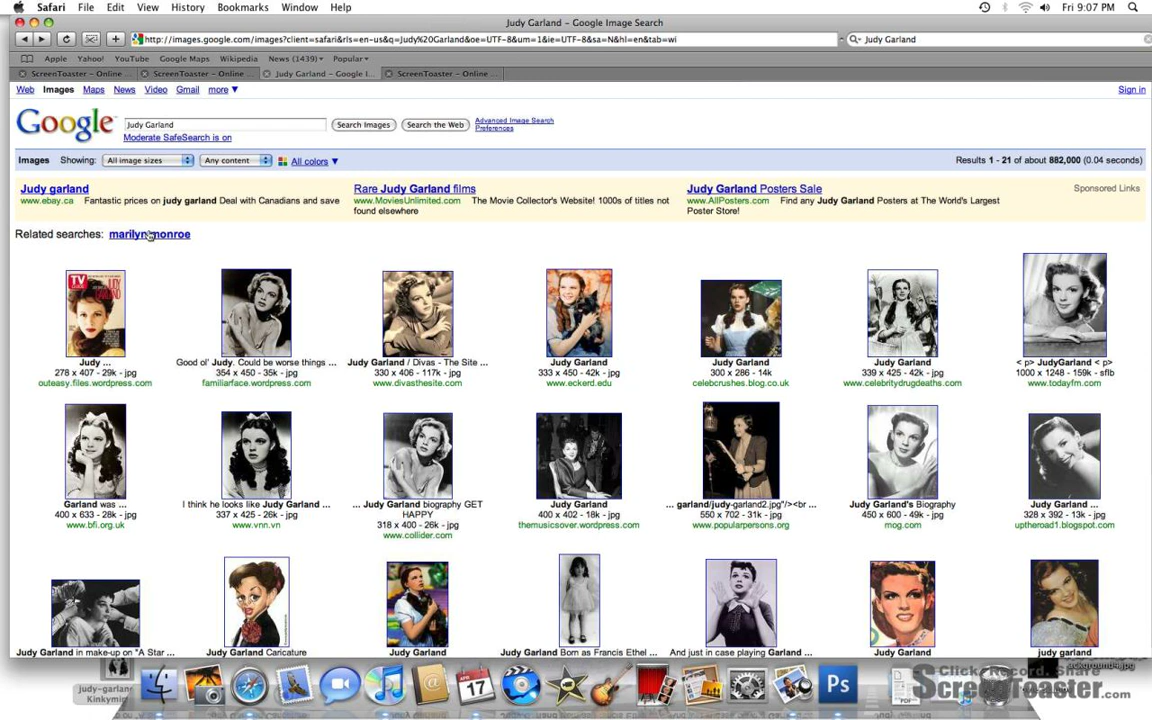 Safari File Edit View History Bookmarks Window Help Fri 9:07 PM
Judy Garland - Google Image Search
http://images.google.com/images?client=safari&rls=en-us&q=Judy%20Garland&oe=UTF-8&um=1&ie=UTF-8&sa=N&hl=en&tab=wi Judy Garland
Apple Yahoo! YouTube Google Maps Wikipedia News (1439) Popular
ScreenToaster - Online ... ScreenToaster - Online ... Judy Garland - Google I... ScreenToaster - Online ...
Web Images Maps News Video Gmail more ▼ Sign in
Google Judy Garland Search Images Search the Web Advanced Image Search
Preferences
Moderate SafeSearch is on
Images Showing: All image sizes Any content All colors ▼ Results 1 - 21 of about 882,000 (0.04 seconds)
Judy garland Rare Judy Garland films Judy Garland Posters Sale Sponsored Links
www.ebay.ca Fantastic prices on judy garland Deal with Canadians and save www.MoviesUnlimited.com The Movie Collector's Website! 1000s of titles not www.AllPosters.com Find any Judy Garland Posters at The World's Largest
found elsewhere Poster Store!
Related searches: marilyn monroe
TV
Judy ... Good ol' Judy. Could be worse things ... Judy Garland / Divas - The Site ... Judy Garland Judy Garland Judy Garland < p> JudyGarland < p>
278 x 407 - 29k - jpg 354 x 450 - 35k - jpg 330 x 406 - 117k - jpg 333 x 450 - 42k - jpg 300 x 286 - 14k 339 x 425 - 42k - jpg 1000 x 1248 - 159k - sflb
outeasy.files.wordpress.com familiarface.wordpress.com www.divasthesite.com www.eckerd.edu celebcrushes.blog.co.uk www.celebritydrugdeaths.com www.todayfm.com
Garland was ... I think he looks like Judy Garland ... ... Judy Garland biography GET Judy Garland ... garland/judy-garland2.jpg"/><br ... Judy Garland's Biography Judy Garland ...
400 x 633 - 28k - jpg 337 x 425 - 26k - jpg HAPPY 400 x 402 - 18k - jpg 550 x 702 - 31k - jpg 450 x 600 - 49k - jpg 328 x 392 - 13k - jpg
www.bfi.org.uk www.vnn.vn 318 x 400 - 26k - jpg themusicsover.wordpress.com www.popularpersons.org mog.com uptheroad1.blogspot.com
www.collider.com
Judy Garland in make-up on "A Star ... Judy Garland Caricature Judy Garland Judy Garland Born as Francis Ethel ... And just in case playing Garland ... Judy Garland judy garland
judy-garlan
Kinkymi
APR
17
Ps
PDF
Click. Record. Share
ScreenToaster.com